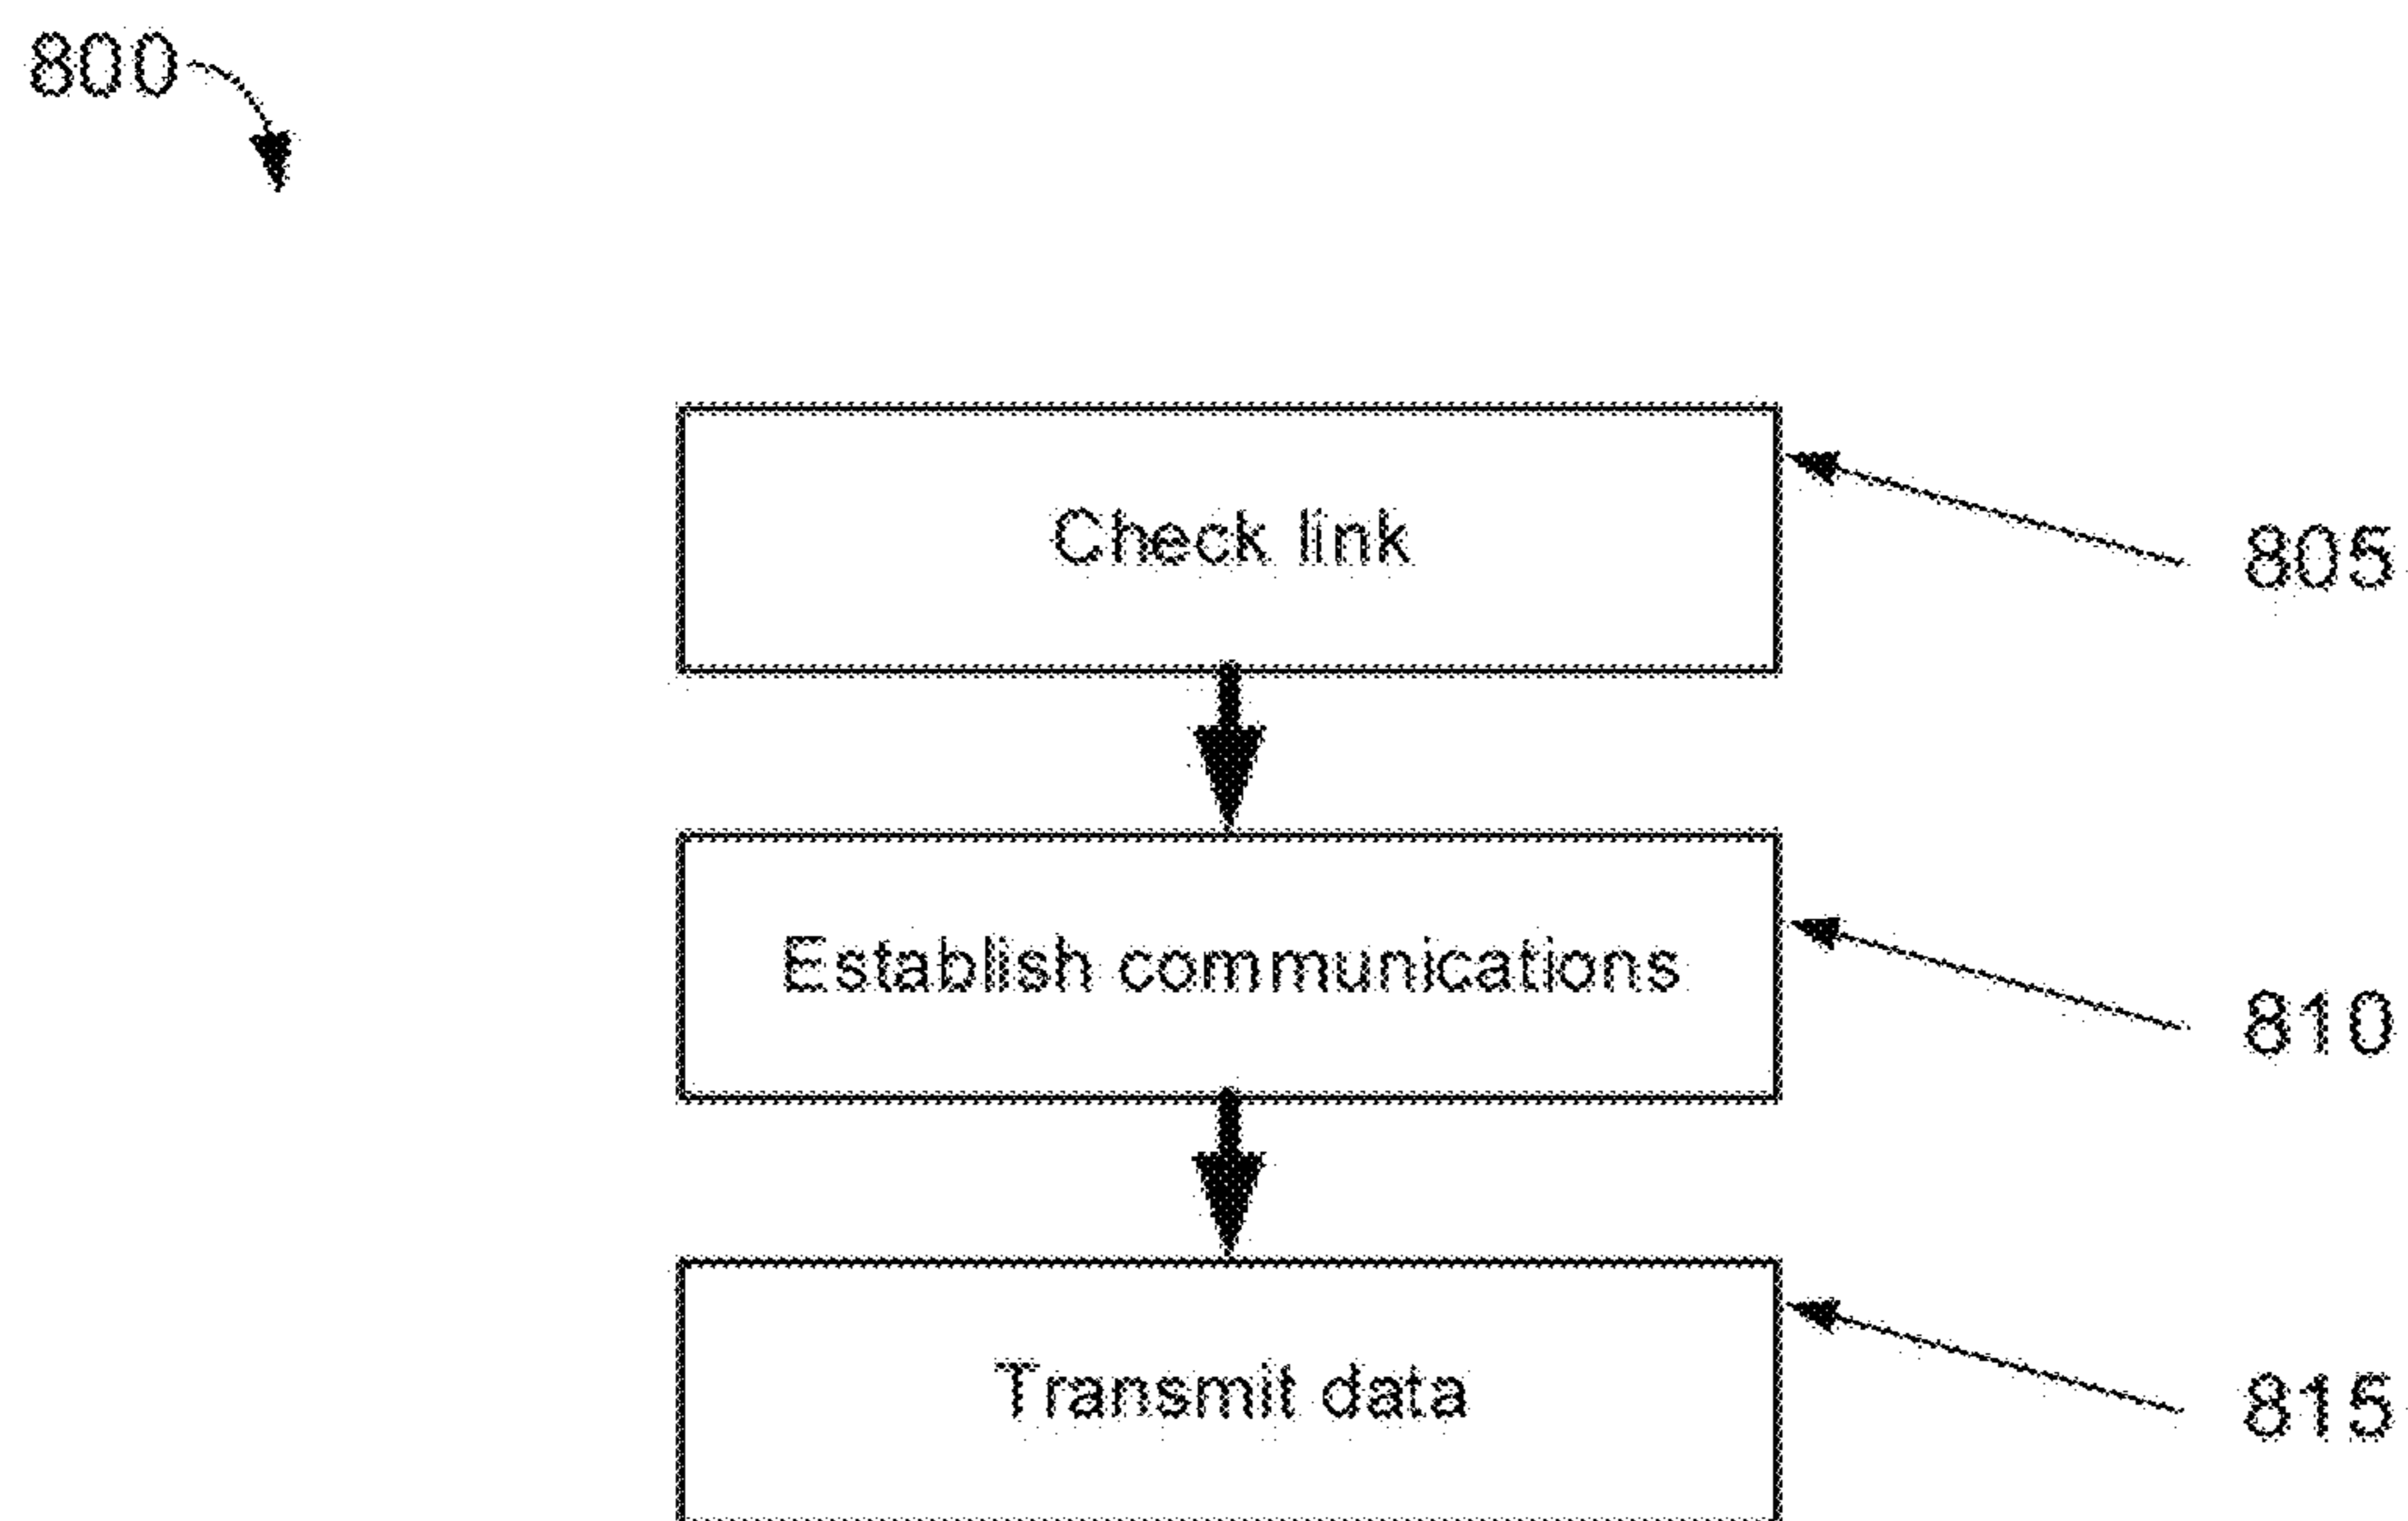 800
Check link
805
Establish communications
810
Transmit data
815